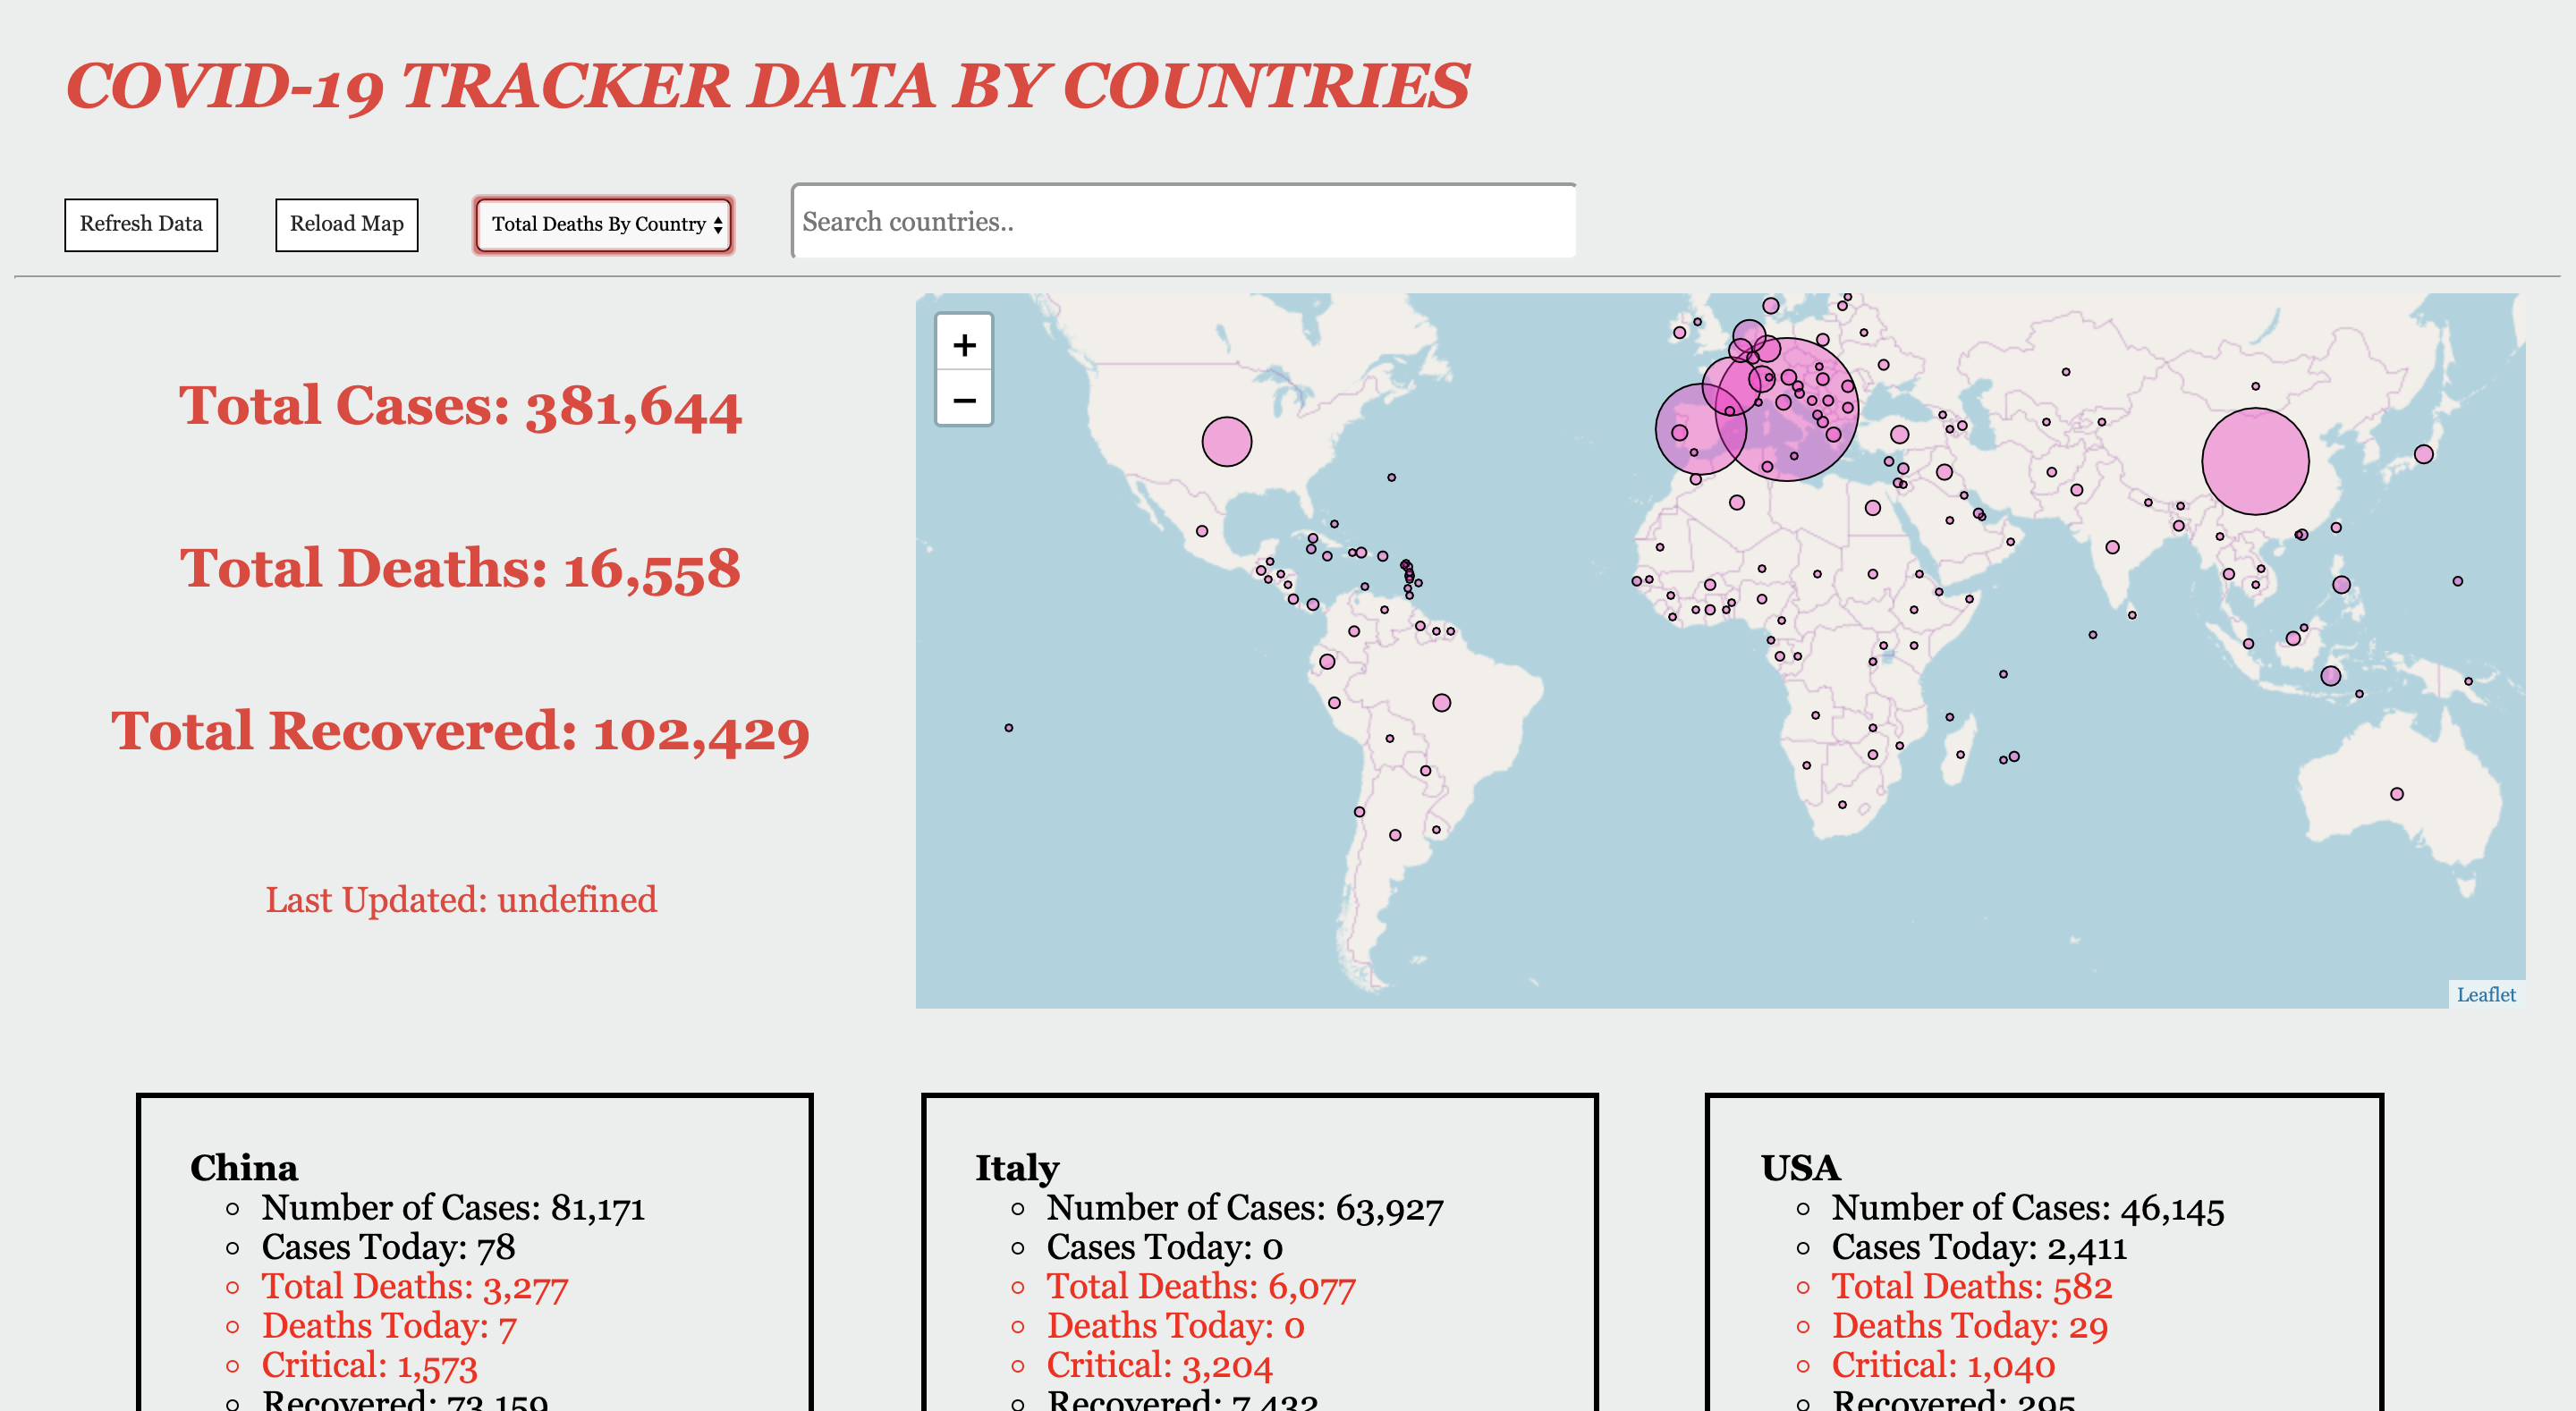 COVID-19 TRACKER DATA BY COUNTRIES
Refresh Data
Reload Map
Total Deaths By Country
Search countries..
Total Cases: 381,644
Total Deaths: 16,558
Total Recovered: 102,429
Last Updated: undefined
+
−
Leaflet
China
Number of Cases: 81,171
Cases Today: 78
Total Deaths: 3,277
Deaths Today: 7
Critical: 1,573
Recovered: 73,159
Italy
Number of Cases: 63,927
Cases Today: 0
Total Deaths: 6,077
Deaths Today: 0
Critical: 3,204
Recovered: 7,432
USA
Number of Cases: 46,145
Cases Today: 2,411
Total Deaths: 582
Deaths Today: 29
Critical: 1,040
Recovered: 295